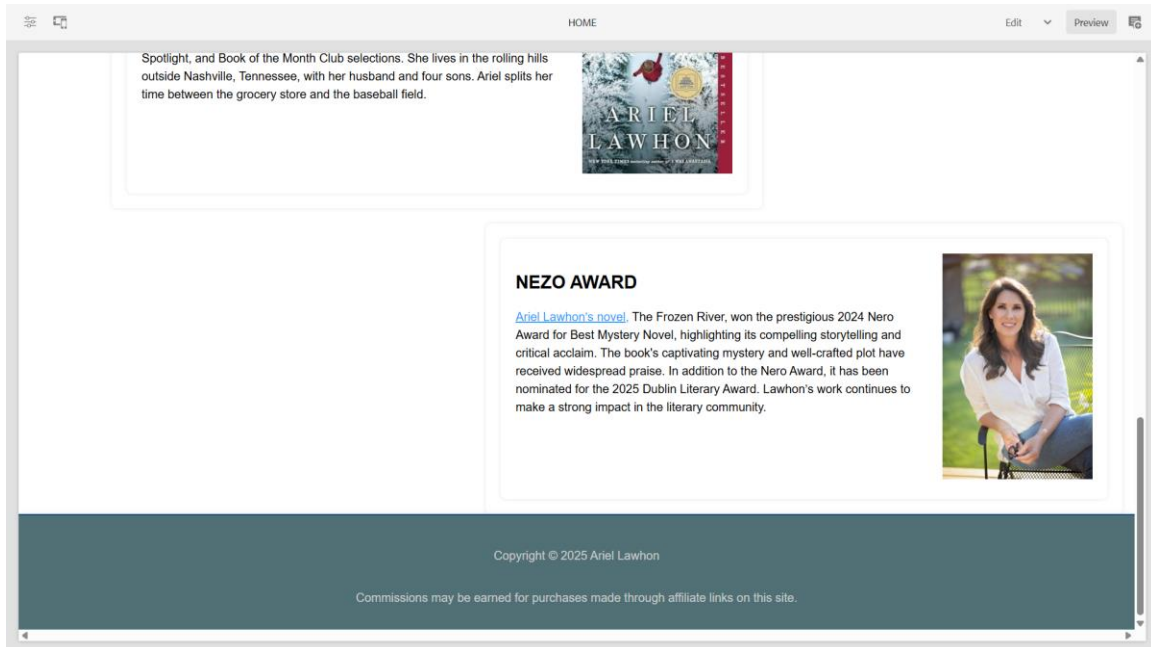 HOME
Edit
Preview
Spotlight, and Book of the Month Club selections. She lives in the rolling hills
outside Nashville, Tennessee, with her husband and four sons. Ariel splits her
time between the grocery store and the baseball field.
BESTSELLER
ARIEL
LAWHON
NEZO AWARD
Ariel Lawhon's novel, The Frozen River, won the prestigious 2024 Nero
Award for Best Mystery Novel, highlighting its compelling storytelling and
critical acclaim. The book's captivating mystery and well-crafted plot have
received widespread praise. In addition to the Nero Award, it has been
nominated for the 2025 Dublin Literary Award. Lawhon's work continues to
make a strong impact in the literary community.
Copyright © 2025 Ariel Lawhon
Commissions may be earned for purchases made through affiliate links on this site.